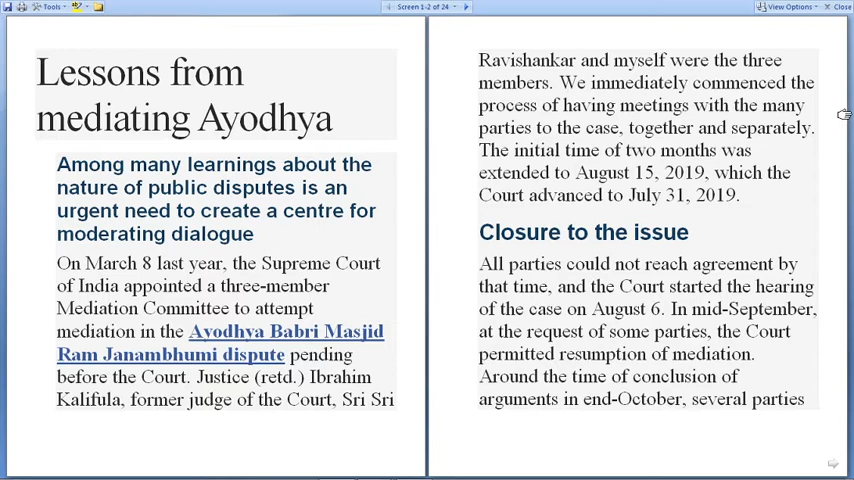 Tools
Screen 1-2 of 24
View Options
Close
Lessons from
mediating Ayodhya
Among many learnings about the
nature of public disputes is an
urgent need to create a centre for
moderating dialogue
On March 8 last year, the Supreme Court
of India appointed a three-member
Mediation Committee to attempt
mediation in the Ayodhya Babri Masjid
Ram Janambhumi dispute pending
before the Court. Justice (retd.) Ibrahim
Kalifula, former judge of the Court, Sri Sri
Ravishankar and myself were the three
members. We immediately commenced the
process of having meetings with the many
parties to the case, together and separately.
The initial time of two months was
extended to August 15, 2019, which the
Court advanced to July 31, 2019.
Closure to the issue
All parties could not reach agreement by
that time, and the Court started the hearing
of the case on August 6. In mid-September,
at the request of some parties, the Court
permitted resumption of mediation.
Around the time of conclusion of
arguments in end-October, several parties